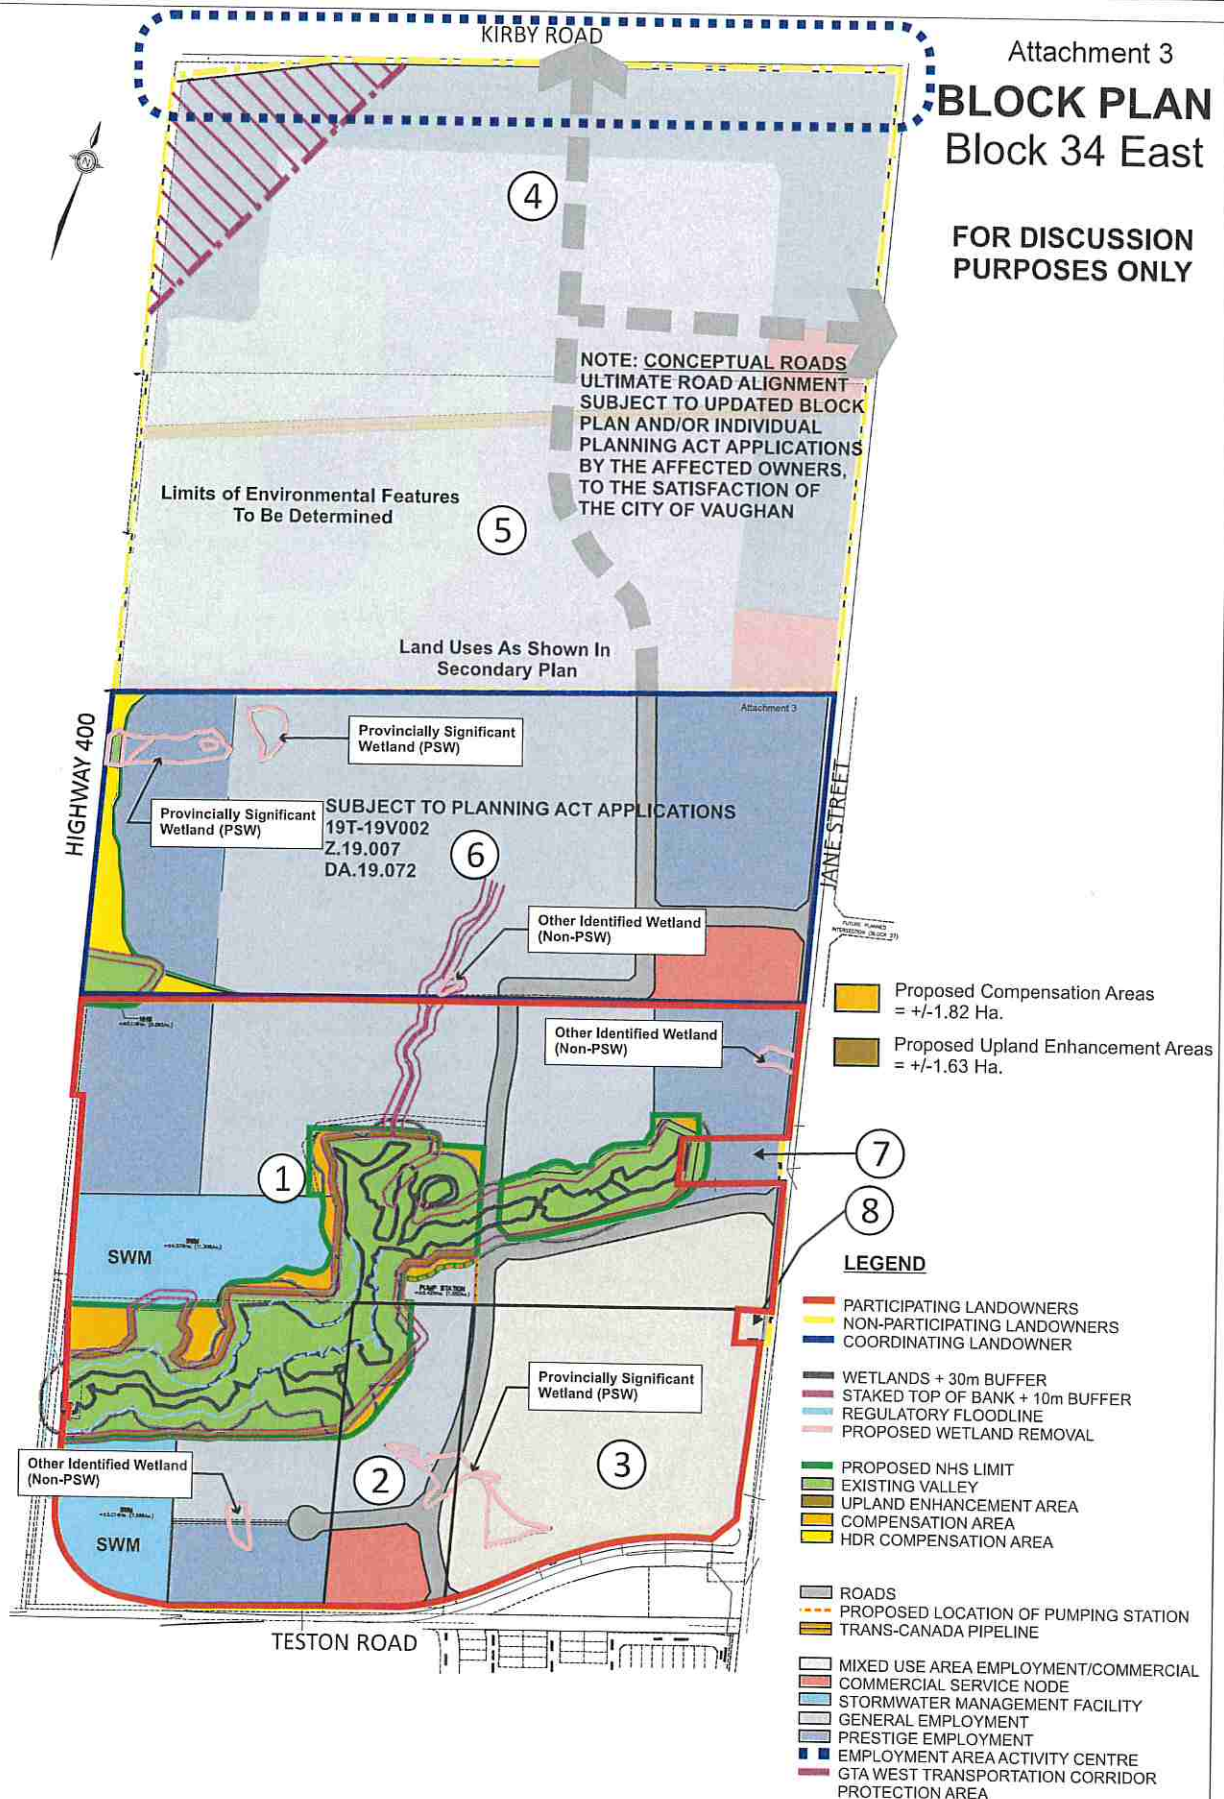 KIRBY ROAD
Attachment 3
BLOCK PLAN
Block 34 East
FOR DISCUSSION
PURPOSES ONLY
N
4
NOTE: CONCEPTUAL ROADS
ULTIMATE ROAD ALIGNMENT
SUBJECT TO UPDATED BLOCK
PLAN AND/OR INDIVIDUAL
PLANNING ACT APPLICATIONS
BY THE AFFECTED OWNERS,
TO THE SATISFACTION OF
THE CITY OF VAUGHAN
Limits of Environmental Features
To Be Determined
5
Land Uses As Shown In
Secondary Plan
Attachment 3
HIGHWAY 400
JANE STREET
Provincially Significant
Wetland (PSW)
Provincially Significant
Wetland (PSW)
SUBJECT TO PLANNING ACT APPLICATIONS
19T-19V002
Z.19.007
DA.19.072
6
Other Identified Wetland
(Non-PSW)
FUTURE PLANNED
INTERSECTION (BLOCK 27)
Proposed Compensation Areas
= +/-1.82 Ha.
Other Identified Wetland
(Non-PSW)
Proposed Upland Enhancement Areas
= +/-1.63 Ha.
7
1
8
SWM
PUMP STATION
LEGEND
PARTICIPATING LANDOWNERS
NON-PARTICIPATING LANDOWNERS
COORDINATING LANDOWNER
WETLANDS + 30m BUFFER
STAKED TOP OF BANK + 10m BUFFER
REGULATORY FLOODLINE
PROPOSED WETLAND REMOVAL
PROPOSED NHS LIMIT
EXISTING VALLEY
UPLAND ENHANCEMENT AREA
COMPENSATION AREA
HDR COMPENSATION AREA
ROADS
PROPOSED LOCATION OF PUMPING STATION
TRANS-CANADA PIPELINE
MIXED USE AREA EMPLOYMENT/COMMERCIAL
COMMERCIAL SERVICE NODE
STORMWATER MANAGEMENT FACILITY
GENERAL EMPLOYMENT
PRESTIGE EMPLOYMENT
EMPLOYMENT AREA ACTIVITY CENTRE
GTA WEST TRANSPORTATION CORRIDOR
PROTECTION AREA
Provincially Significant
Wetland (PSW)
Other Identified Wetland
(Non-PSW)
2
3
SWM
TESTON ROAD